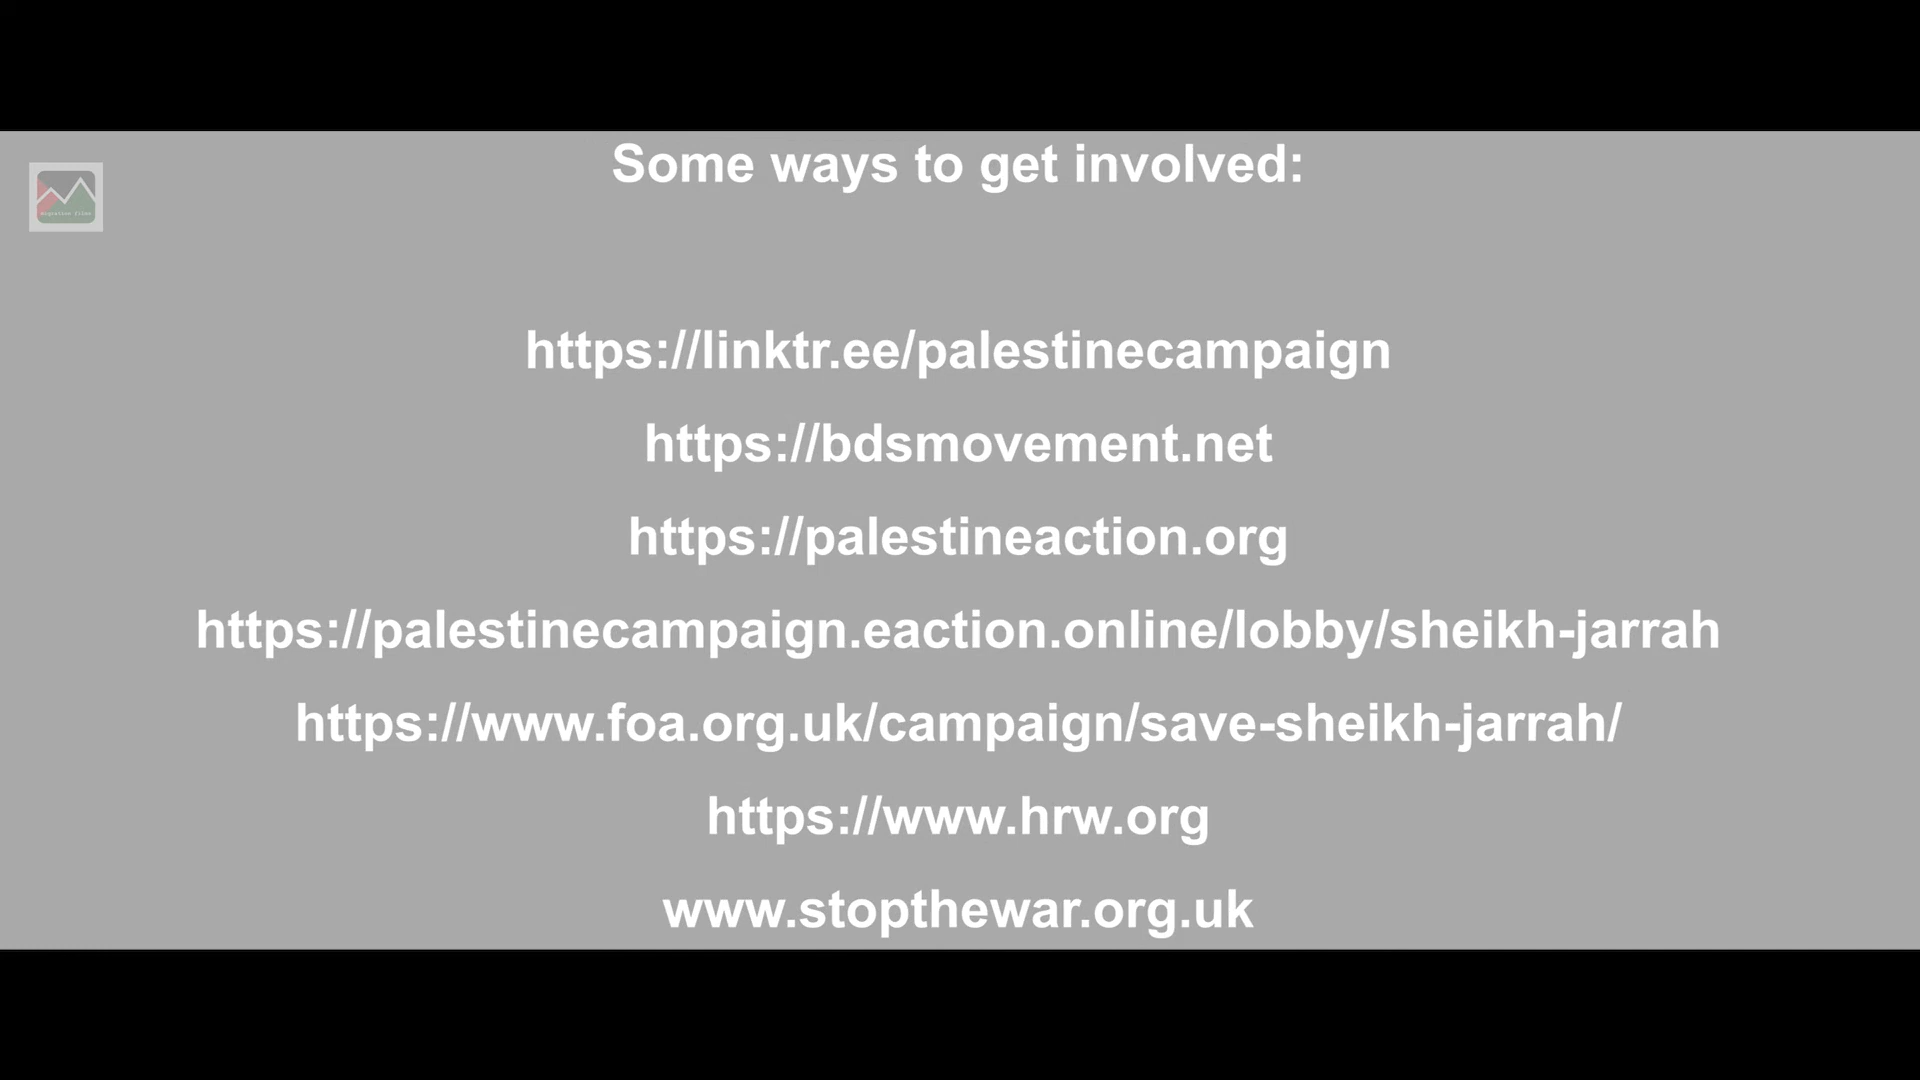 Some ways to get involved:
https://linktr.ee/palestinecampaign
https://bdsmovement.net
https://palestineaction.org
https://palestinecampaign.eaction.online/lobby/sheikh-jarrah
https://www.foa.org.uk/campaign/save-sheikh-jarrah/
https://www.hrw.org
www.stopthewar.org.uk